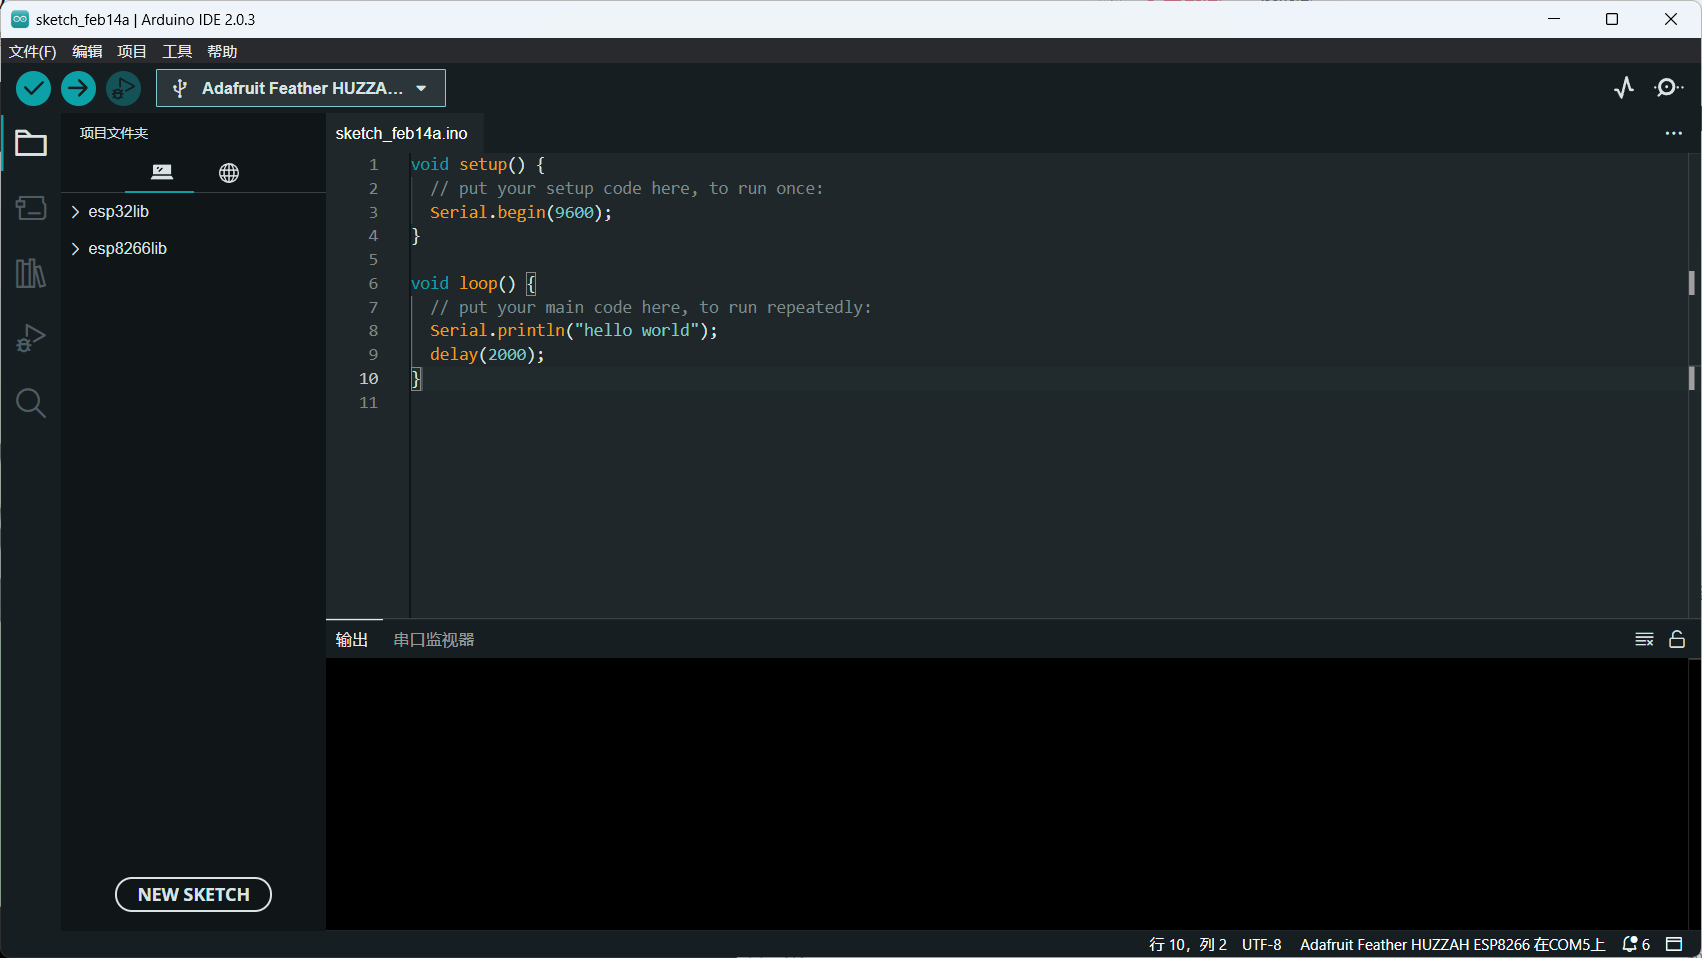 sketch_feb14a | Arduino IDE 2.0.3
文件(F) 编辑 项目 工具 帮助
Adafruit Feather HUZZA...
项目文件夹
esp32lib
esp8266lib
NEW SKETCH
sketch_feb14a.ino
1 void setup() {
2 // put your setup code here, to run once:
3 Serial.begin(9600);
4 }
5
6 void loop() {
7 // put your main code here, to run repeatedly:
8 Serial.println("hello world");
9 delay(2000);
10 }
11
输出 串口监视器
行 10，列 2 UTF-8 Adafruit Feather HUZZAH ESP8266 在COM5上 6